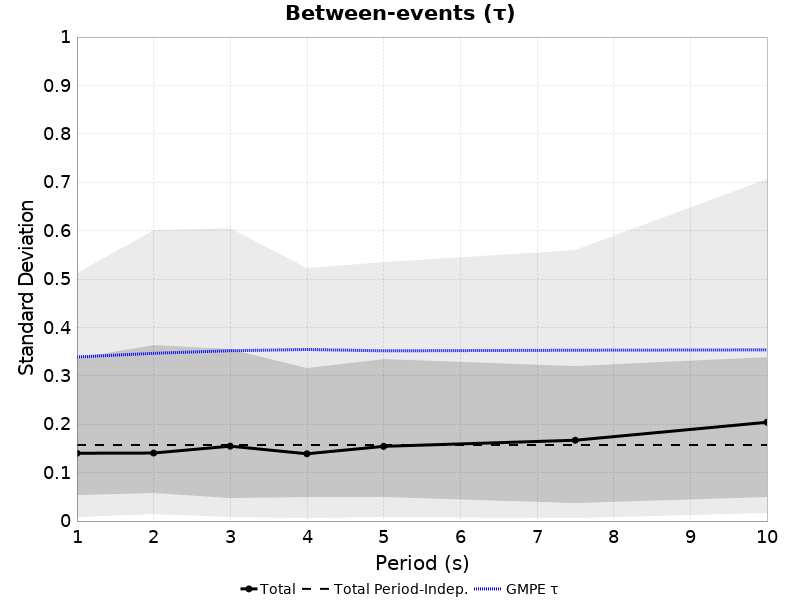 Between-events (τ)
1
0.9
0.8
0.7
0.6
0.5
0.4
0.3
0.2
0.1
0
Standard Deviation
1 2 3 4 5 6 7 8 9 10
Period (s)
Total Total Period-Indep. GMPE τ